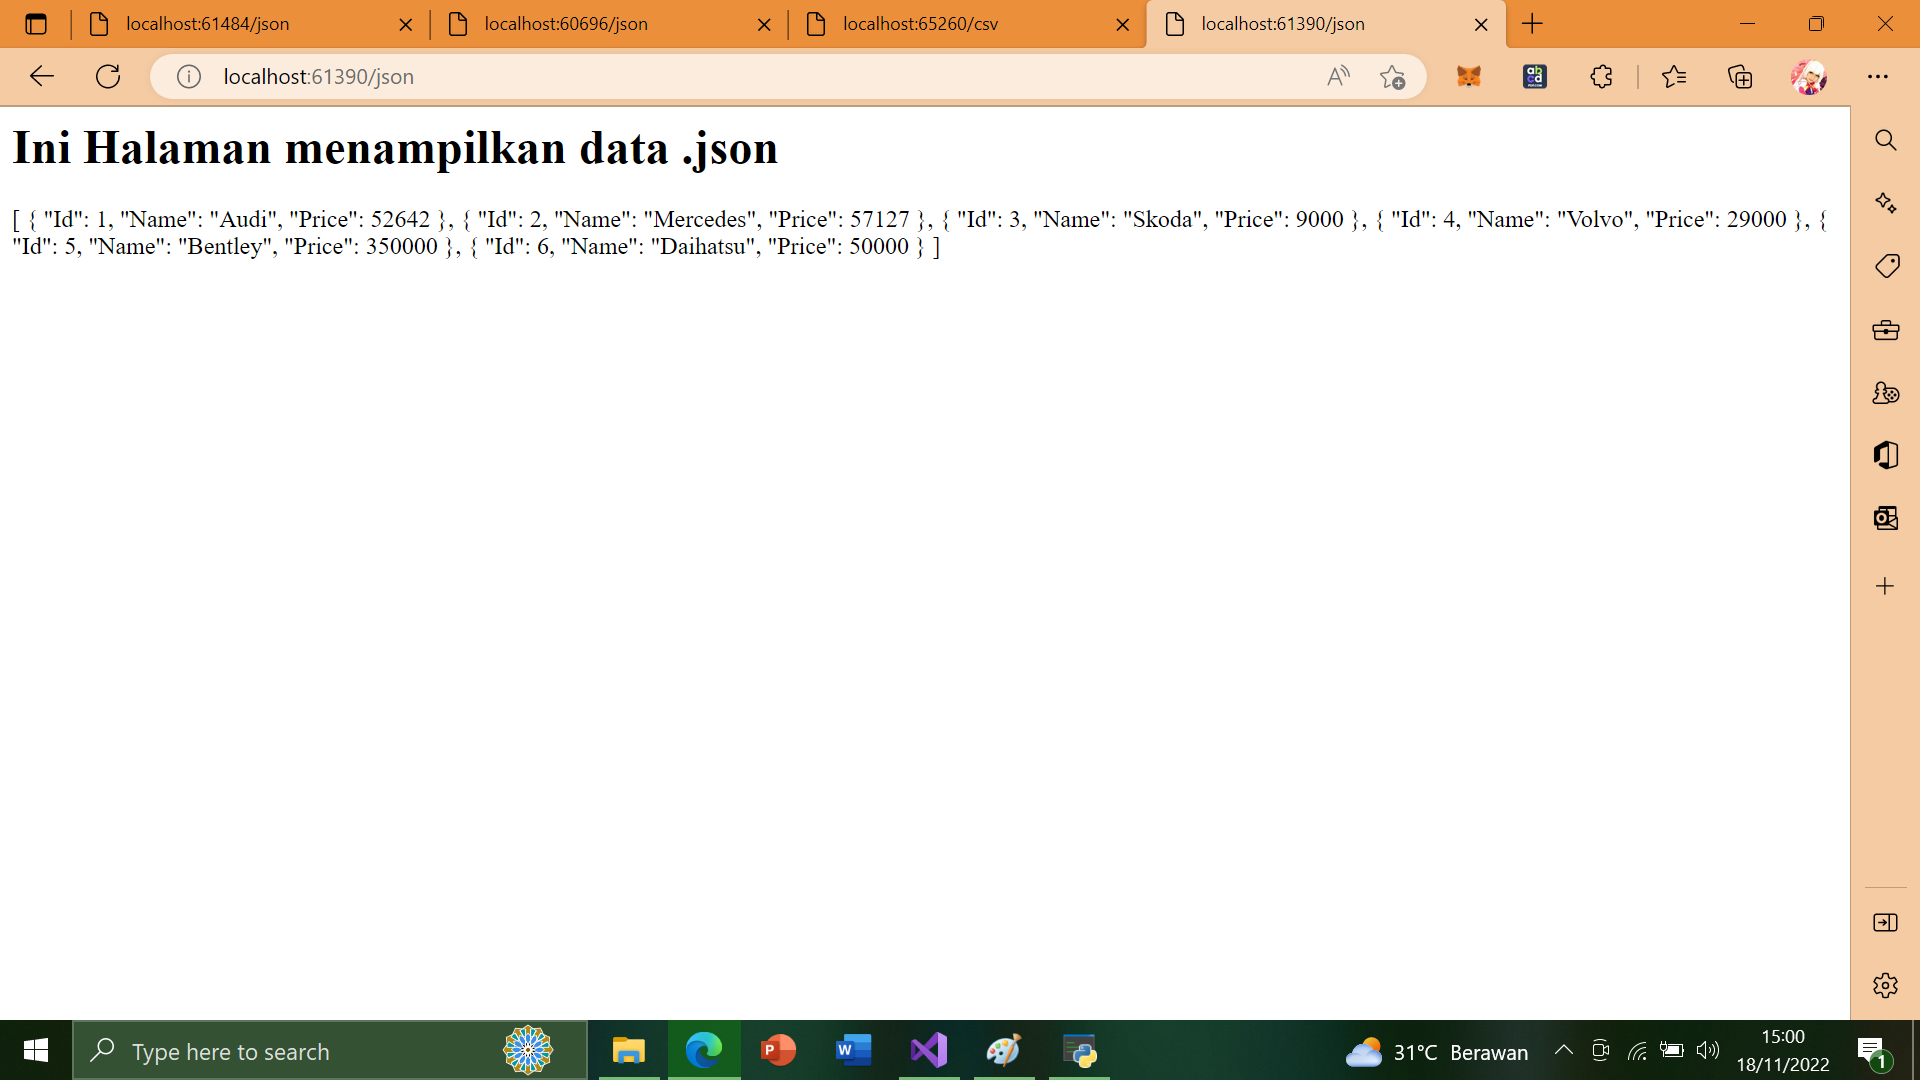 localhost:61484/json
localhost:60696/json
localhost:65260/csv
localhost:61390/json
localhost:61390/json
Ini Halaman menampilkan data .json
[ { "Id": 1, "Name": "Audi", "Price": 52642 }, { "Id": 2, "Name": "Mercedes", "Price": 57127 }, { "Id": 3, "Name": "Skoda", "Price": 9000 }, { "Id": 4, "Name": "Volvo", "Price": 29000 }, {
"Id": 5, "Name": "Bentley", "Price": 350000 }, { "Id": 6, "Name": "Daihatsu", "Price": 50000 } ]
Type here to search
31°C Berawan
15:00
18/11/2022
1